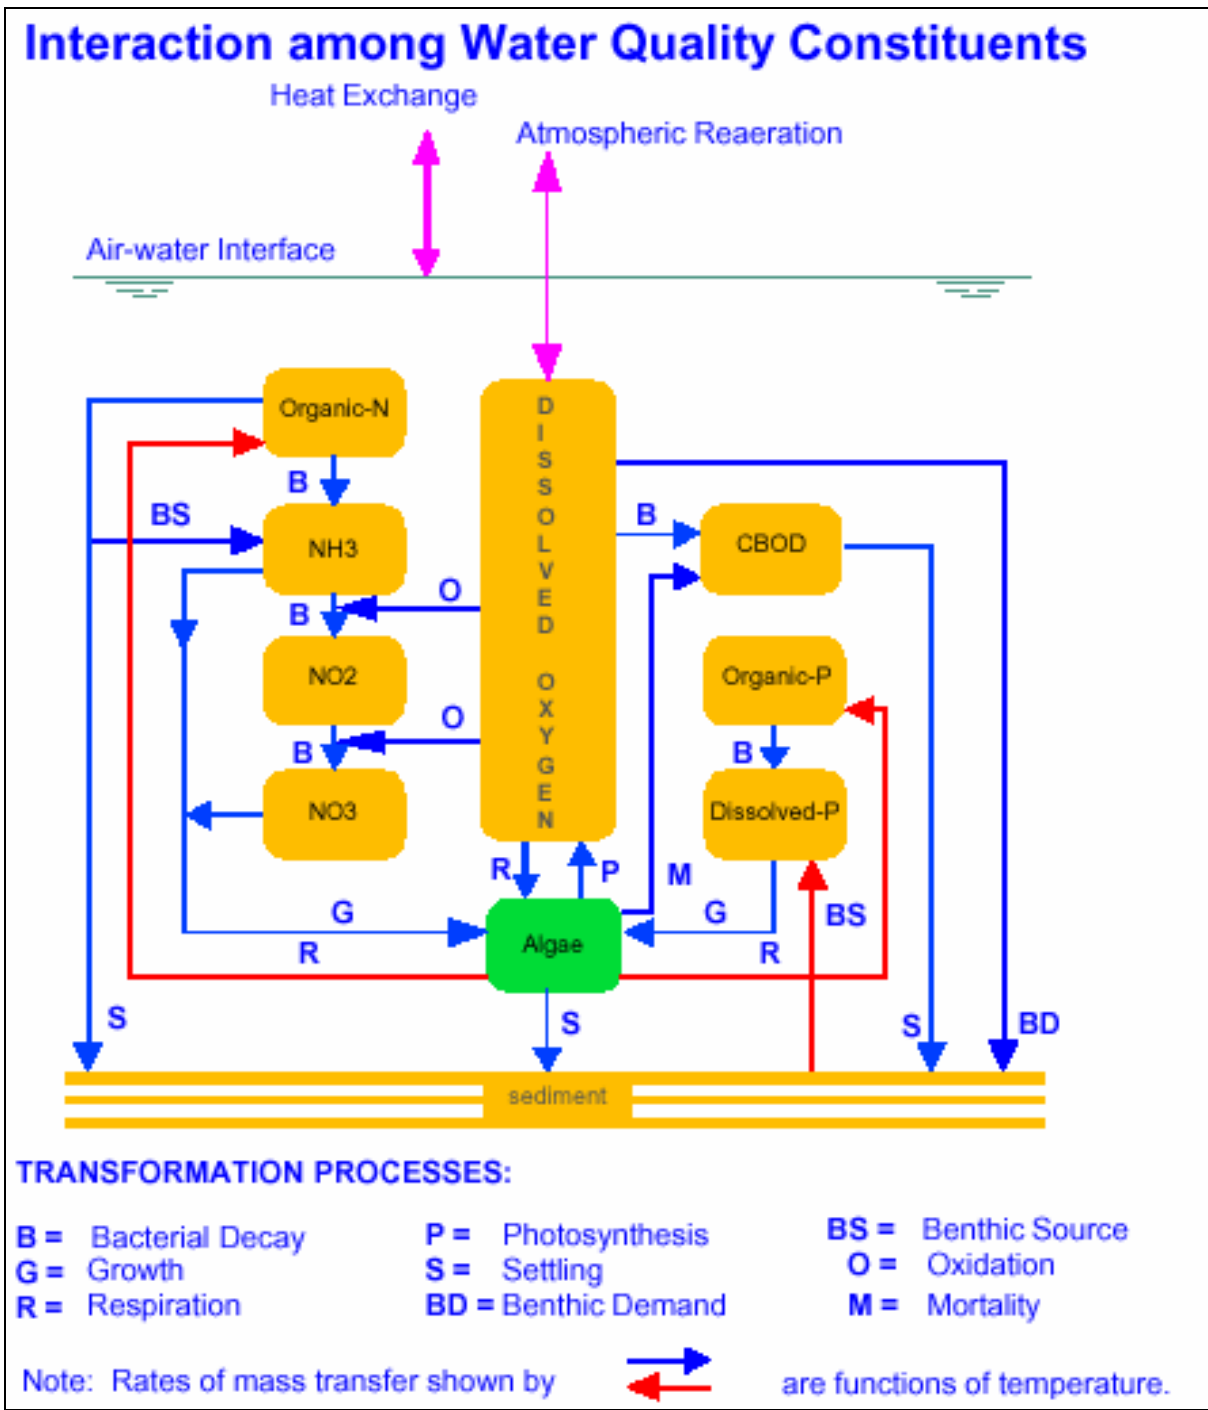 Interaction among Water Quality Constituents
Heat Exchange
Atmospheric Reaeration
Air-water Interface
Organic-N
DISSOLVED OXYGEN
B
BS
B
NH3
CBOD
O
B
NO2
Organic-P
O
B
B
NO3
Dissolved-P
R
P
M
G
G
BS
Algae
R
R
S
S
S
BD
sediment
TRANSFORMATION PROCESSES:
B = Bacterial Decay
P = Photosynthesis
BS = Benthic Source
G = Growth
S = Settling
O = Oxidation
R = Respiration
BD = Benthic Demand
M = Mortality
Note: Rates of mass transfer shown by are functions of temperature.